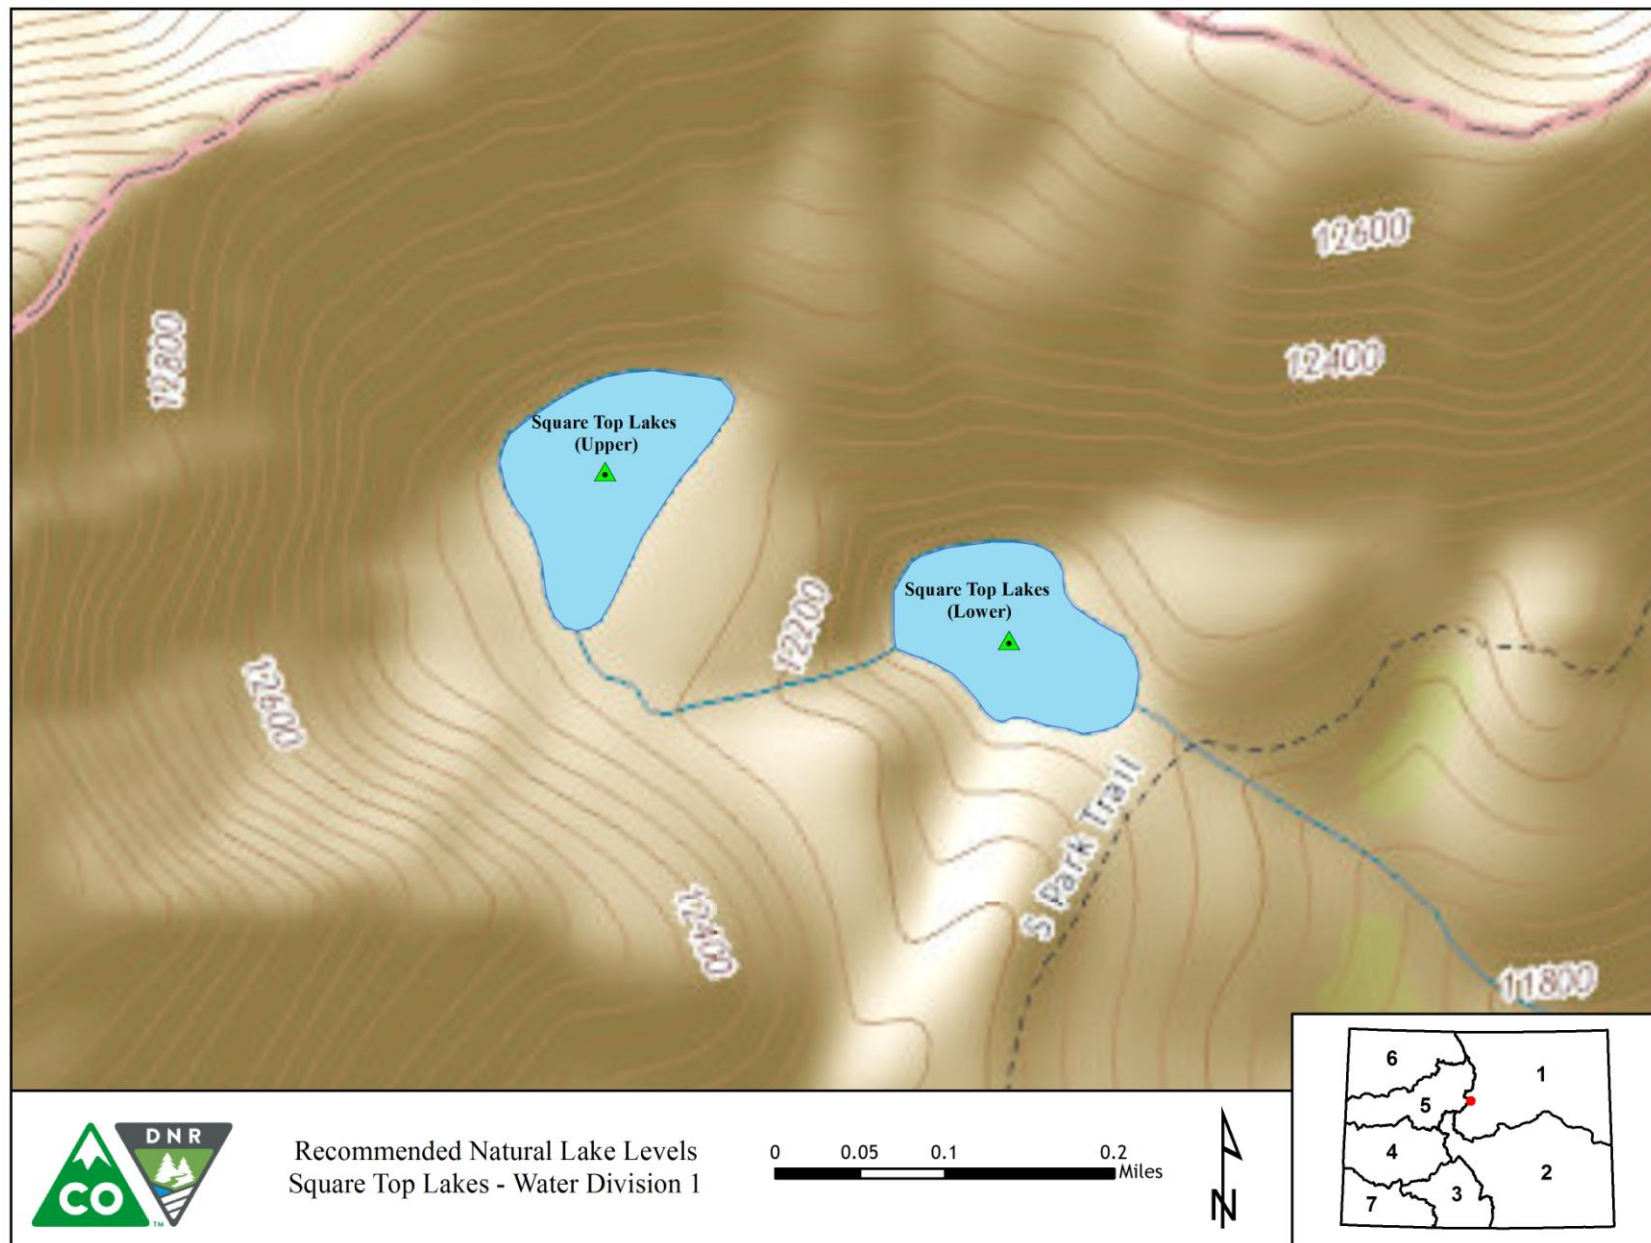 12600
12400
12800
Square Top Lakes
(Upper)
Square Top Lakes
(Lower)
12200
12600
S Park Trail
12400
11800
6
1
5
4
2
3
7
CO
DNR
TM
Recommended Natural Lake Levels
Square Top Lakes - Water Division 1
0
0.05
0.1
0.2
Miles
N